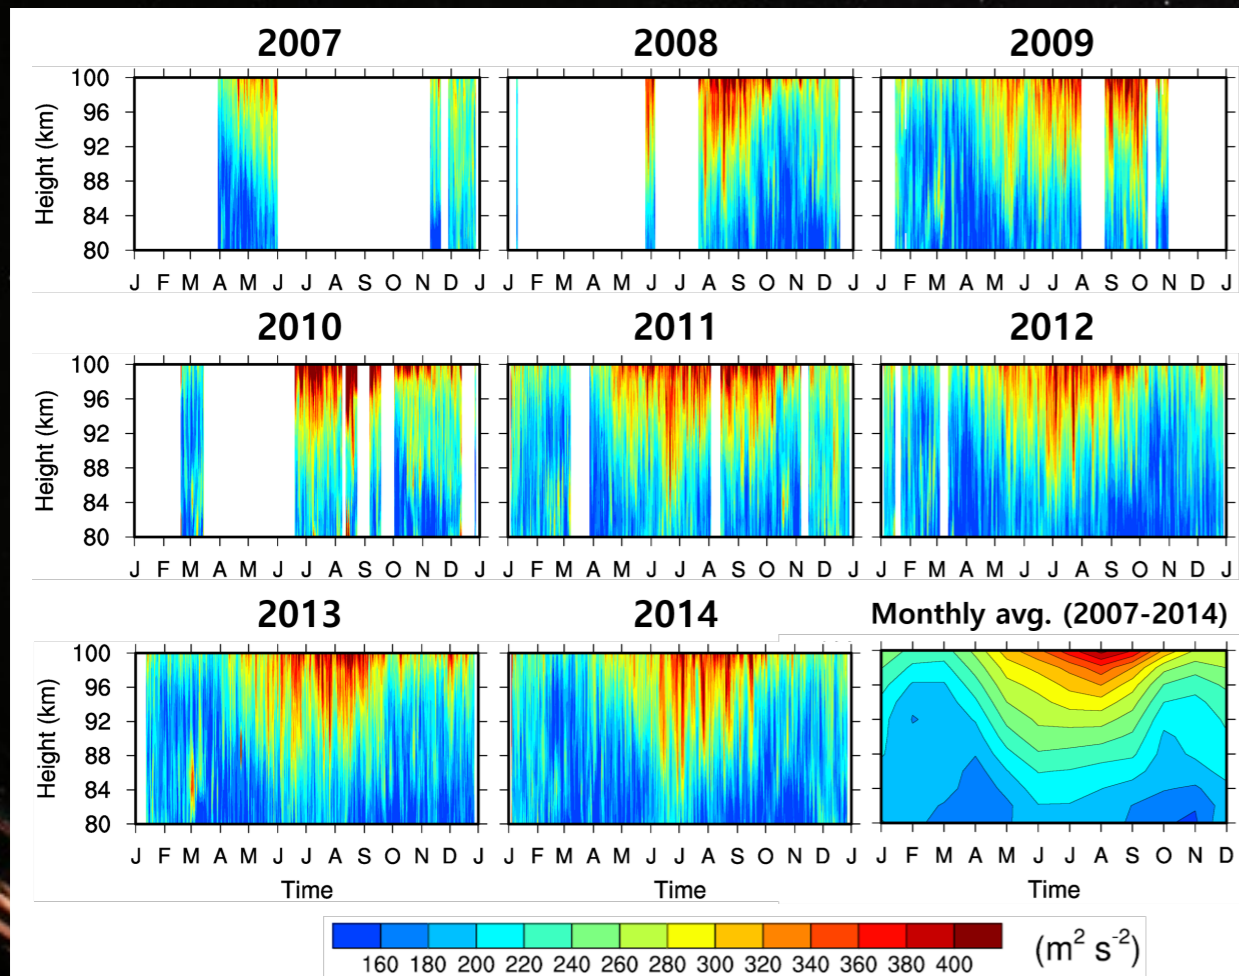 2007 2008 2009
100
96
92
88
84
80
Height (km)
J F M A M J J A S O N D J
J F M A M J J A S O N D J
J F M A M J J A S O N D J
2010 2011 2012
100
96
92
88
84
80
Height (km)
J F M A M J J A S O N D J
J F M A M J J A S O N D J
J F M A M J J A S O N D J
2013 2014 Monthly avg. (2007-2014)
100
96
92
88
84
80
Height (km)
J F M A M J J A S O N D J
J F M A M J J A S O N D J
J F M A M J J A S O N D
Time Time Time
160 180 200 220 240 260 280 300 320 340 360 380 400
(m² s⁻²)